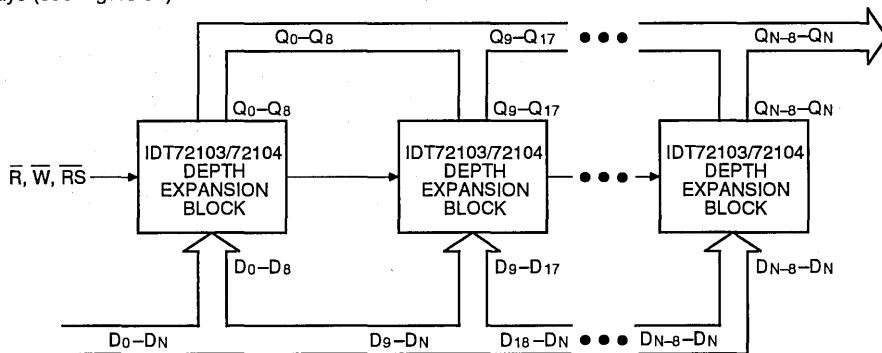 Q0–Q8 Q9–Q17 ••• QN–8–QN
Q0–Q8 Q9–Q17 QN–8–QN
R̅, W̅, R̅S̅
IDT72103/72104
DEPTH
EXPANSION
BLOCK
IDT72103/72104
DEPTH
EXPANSION
BLOCK
•••
IDT72103/72104
DEPTH
EXPANSION
BLOCK
D0–D8 D9–D17 DN–8–DN
D0–DN D9–DN D18–DN ••• DN–8–DN